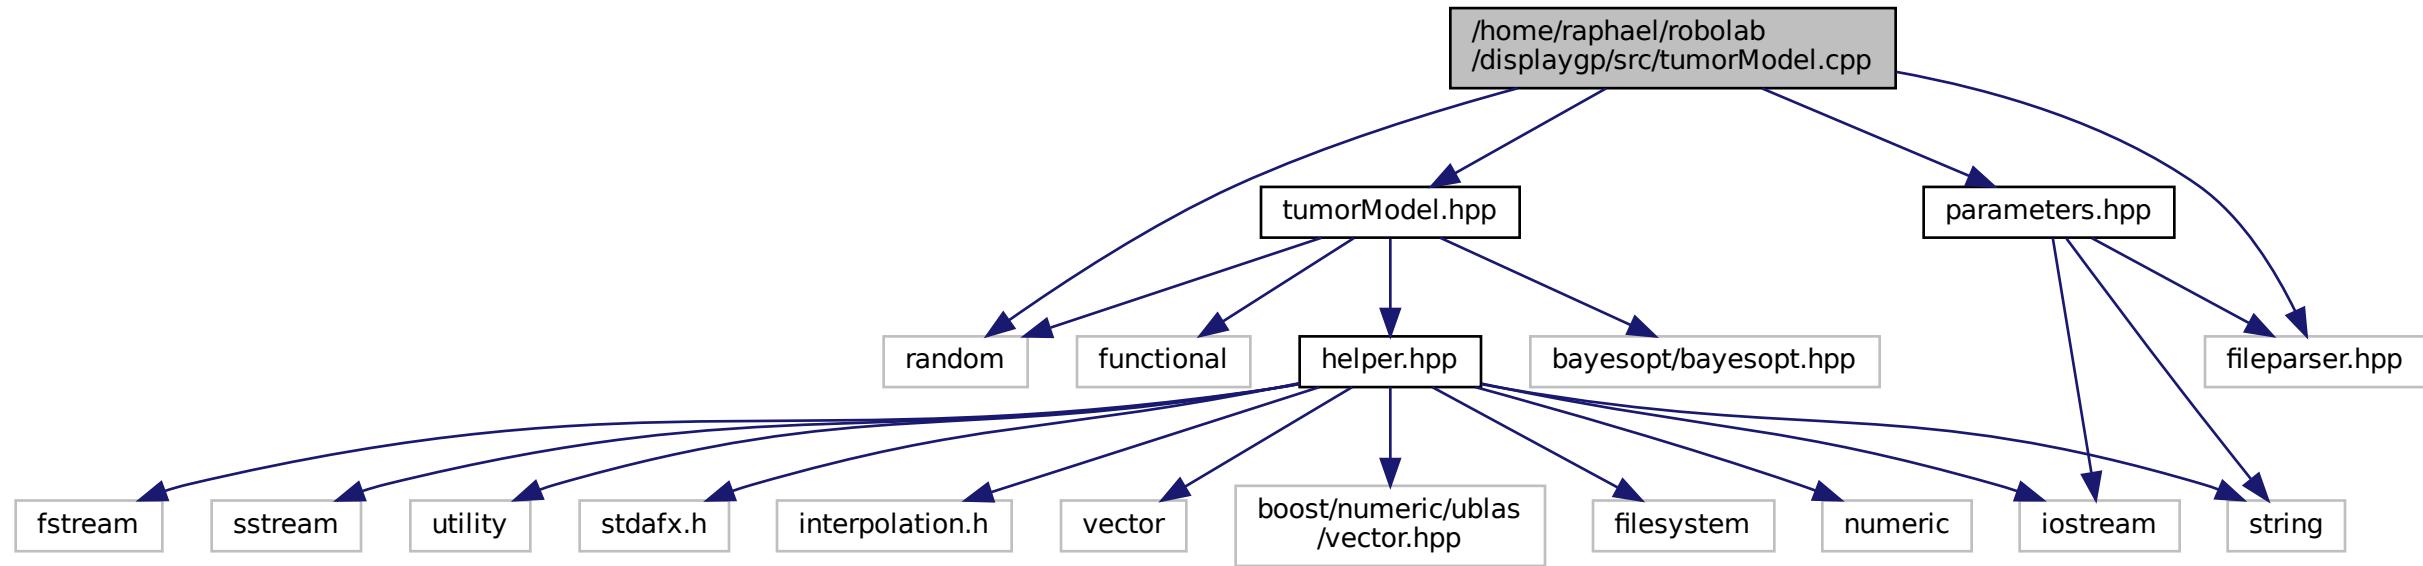 /home/raphael/robolab
/displaygp/src/tumorModel.cpp
tumorModel.hpp
parameters.hpp
random
functional
helper.hpp
bayesopt/bayesopt.hpp
fileparser.hpp
fstream
sstream
utility
stdafx.h
interpolation.h
vector
boost/numeric/ublas
/vector.hpp
filesystem
numeric
iostream
string